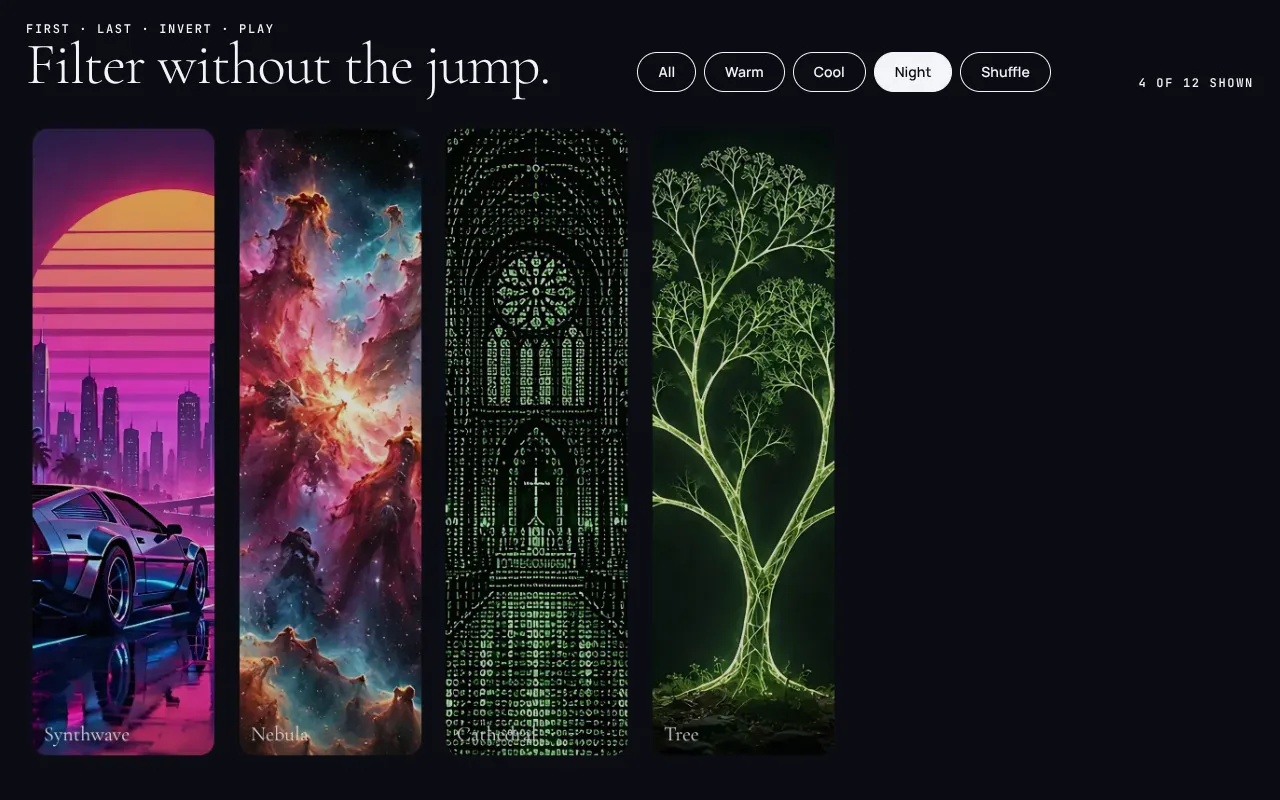 FIRST · LAST · INVERT · PLAY
Filter without the jump.
All
Warm
Cool
Night
Shuffle
4 OF 12 SHOWN
Synthwave
Nebula
Cathedral
Tree